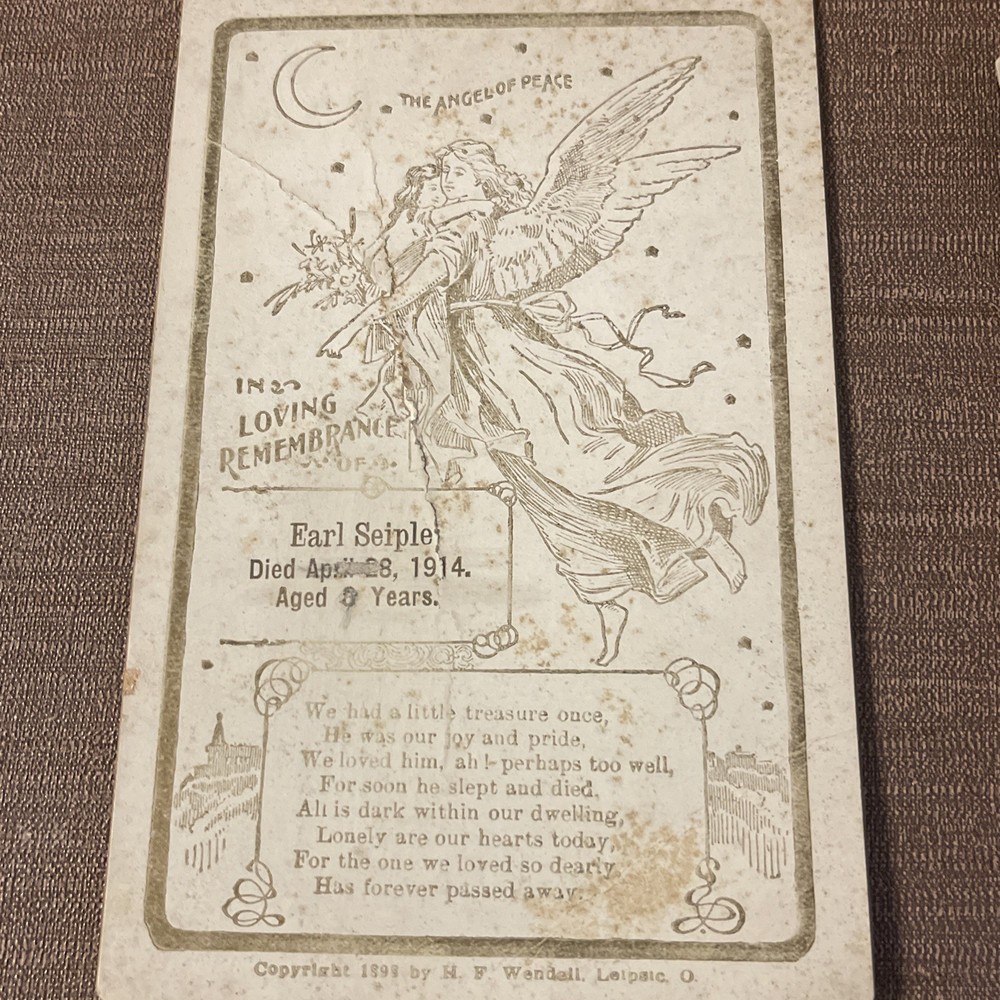 THE ANGEL OF PEACE
IN
LOVING
REMEMBRANCE
OF
Earl Seiple,
Died April 28, 1914.
Aged Years.
We had a little treasure once,
He was our joy and pride,
We loved him, ah!-perhaps too well,
For soon he slept and died.
All is dark within our dwelling,
Lonely are our hearts today,
For the one we loved so dearly
Has forever passed away.
Copyright 1898 by H. F. Wendell, Leipsic, O.